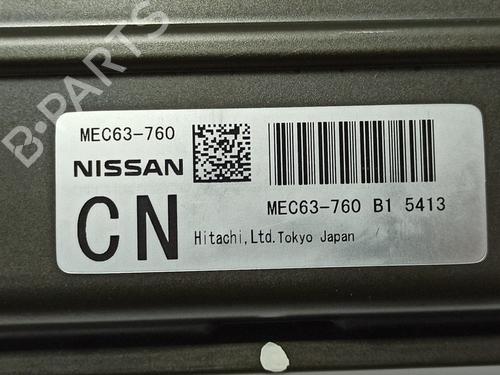 B-PARTS
MEC63-760
NISSAN
CN
MEC63-760 B1 5413
Hitachi,Ltd.Tokyo Japan